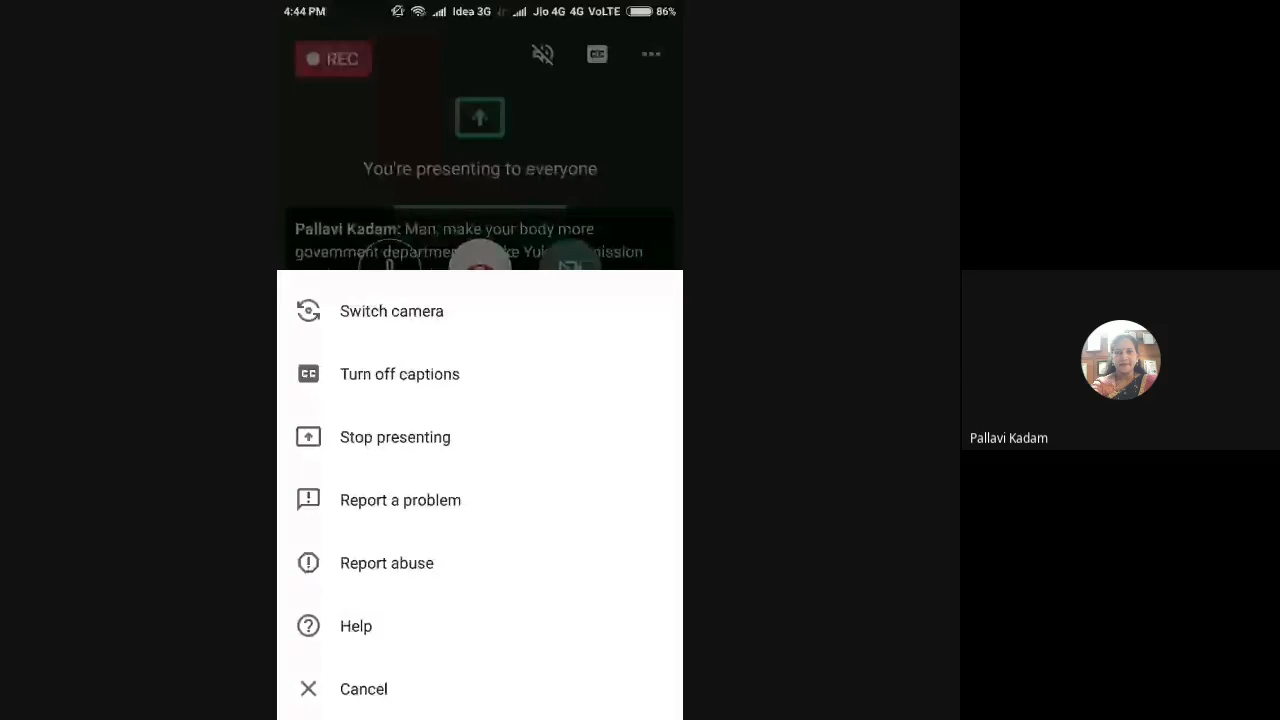 4:44 PM Idea 3G Jio 4G 4G VoLTE 86%
REC
CC
You're presenting to everyone
Pallavi Kadam: Man, make your body more
government
Switch camera
CC Turn off captions
Stop presenting
Report a problem
Report abuse
Help
Cancel
Pallavi Kadam